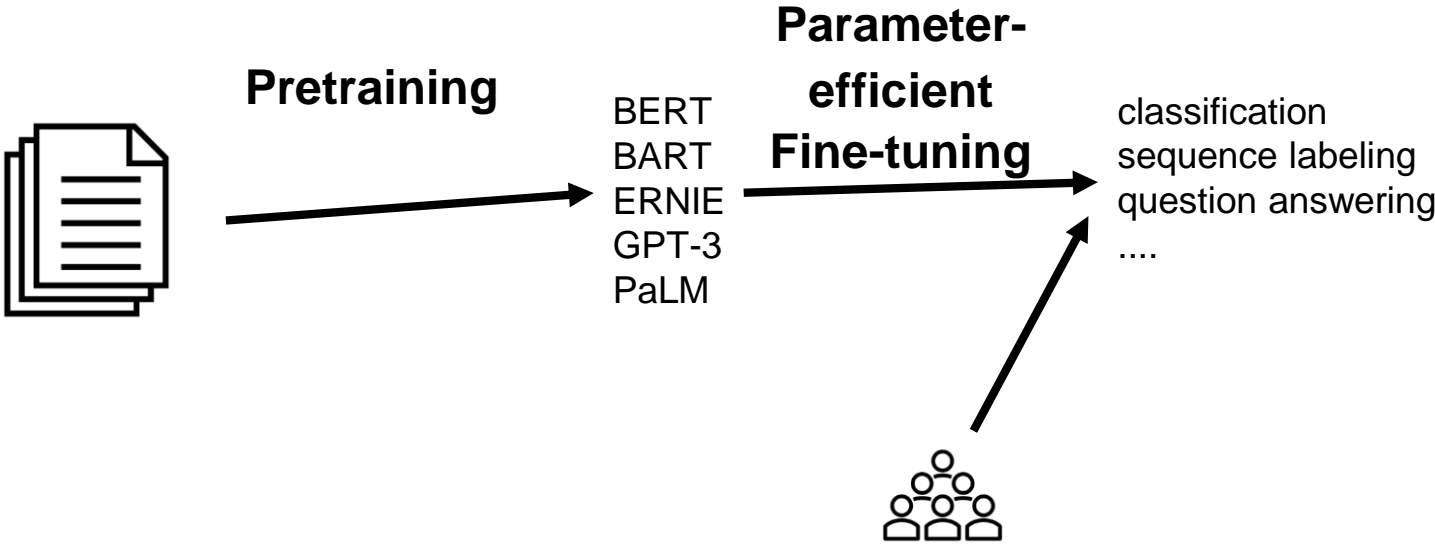 Pretraining
BERT
BART
ERNIE
GPT-3
PaLM
Parameter-
efficient
Fine-tuning
classification
sequence labeling
question answering
....